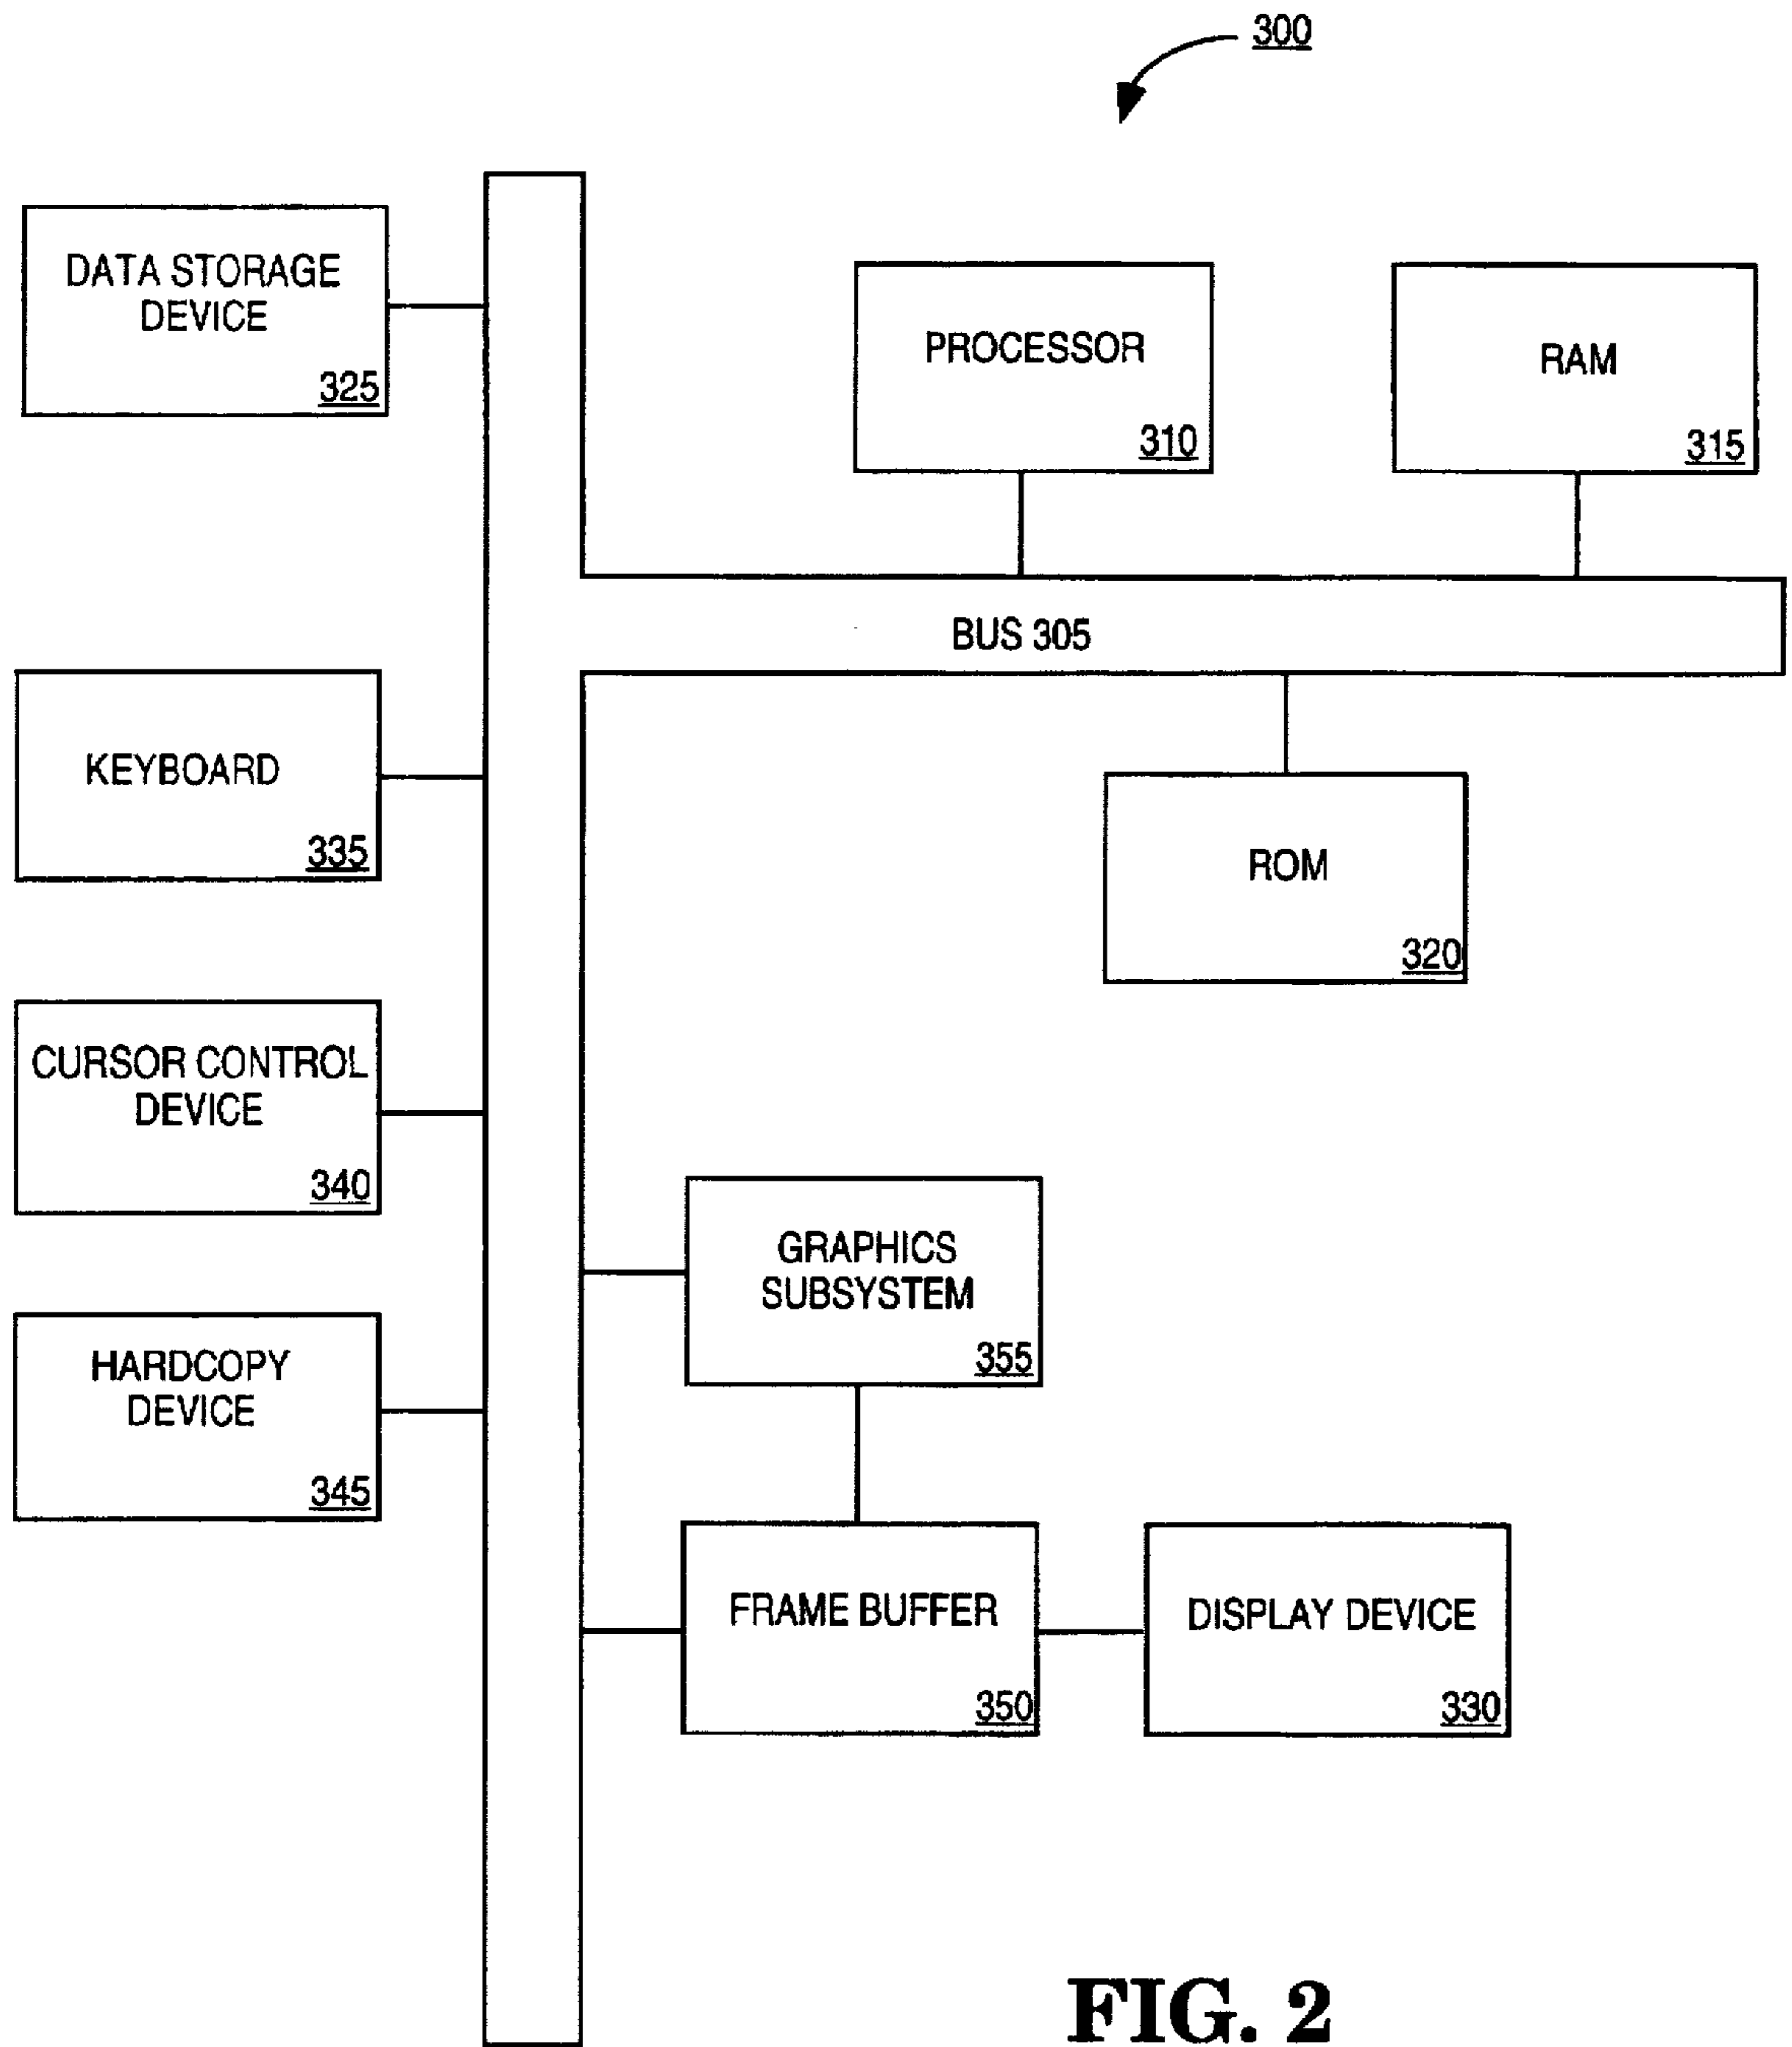 300
DATA STORAGE
DEVICE
325
PROCESSOR
310
RAM
315
BUS 305
KEYBOARD
335
ROM
320
CURSOR CONTROL
DEVICE
340
GRAPHICS
SUBSYSTEM
355
HARDCOPY
DEVICE
345
FRAME BUFFER
350
DISPLAY DEVICE
330
FIG. 2